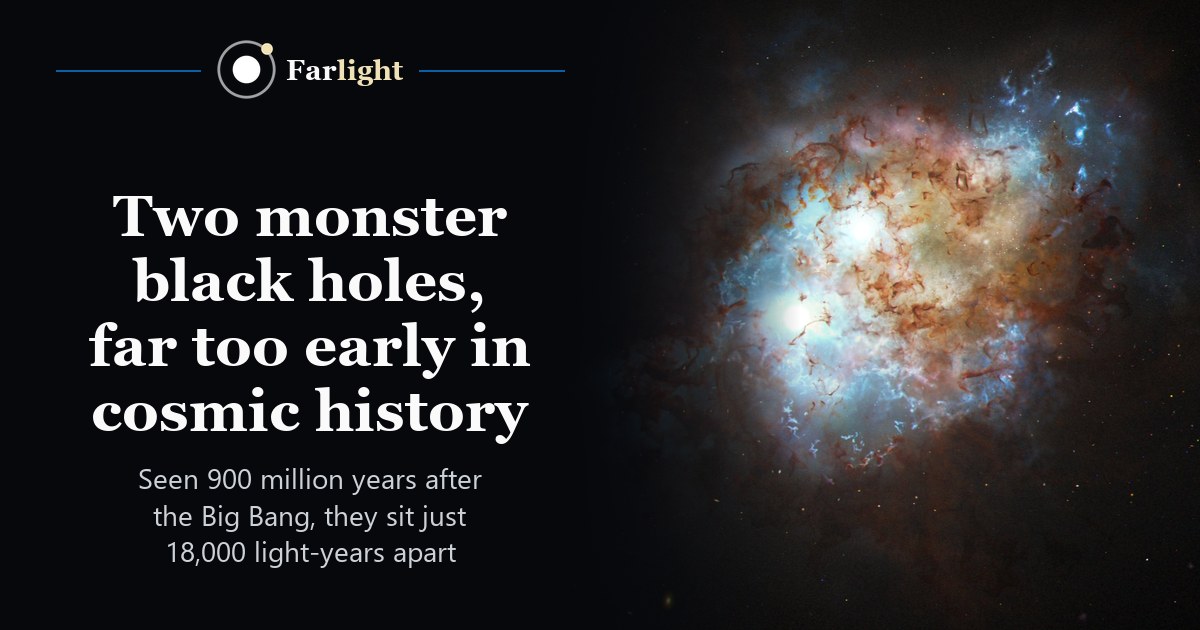 Farlight
Two monster
black holes,
far too early in
cosmic history
Seen 900 million years after
the Big Bang, they sit just
18,000 light-years apart